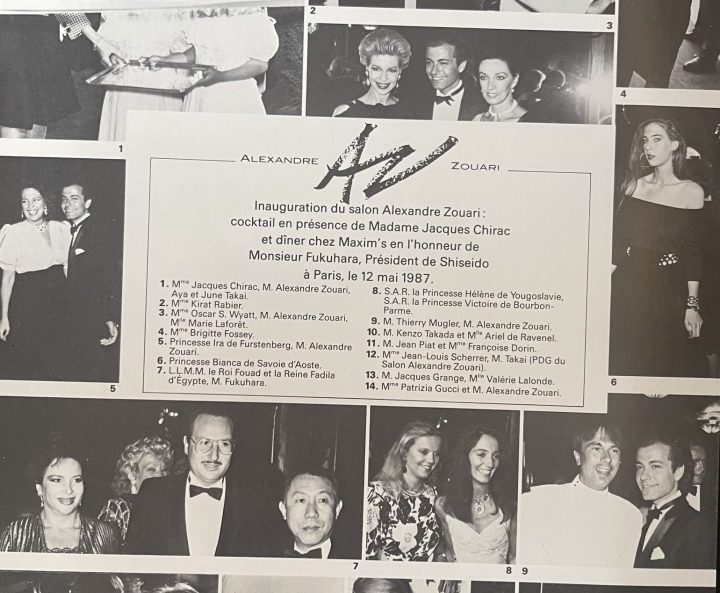 2
3
4
1
ALEXANDRE AZ ZOUARI
Inauguration du salon Alexandre Zouari :
cocktail en présence de Madame Jacques Chirac
et dîner chez Maxim's en l'honneur de
Monsieur Fukuhara, Président de Shiseido
à Paris, le 12 mai 1987.
1. Mme Jacques Chirac, M. Alexandre Zouari,
Aya et June Takai.
2. Mme Kirat Rabier.
3. Mme Oscar S. Wyatt, M. Alexandre Zouari,
Mlle Marie Laforêt.
4. Mme Brigitte Fossey.
5. Princesse Ira de Furstenberg, M. Alexandre
Zouari.
6. Princesse Bianca de Savoie d'Aoste.
7. L.L.M.M. le Roi Fouad et la Reine Fadila
d'Égypte, M. Fukuhara.
8. S.A.R. la Princesse Hélène de Yougoslavie,
S.A.R. la Princesse Victoire de Bourbon-
Parme.
9. M. Thierry Mugler, M. Alexandre Zouari.
10. M. Kenzo Takada et Mlle Ariel de Ravenel.
11. M. Jean Piat et Mme Françoise Dorin.
12. Mme Jean-Louis Scherrer, M. Takai (PDG du
Salon Alexandre Zouari).
13. M. Jacques Grange, Mlle Valérie Lalonde.
14. Mme Patrizia Gucci et M. Alexandre Zouari.
5
6
7
8
9